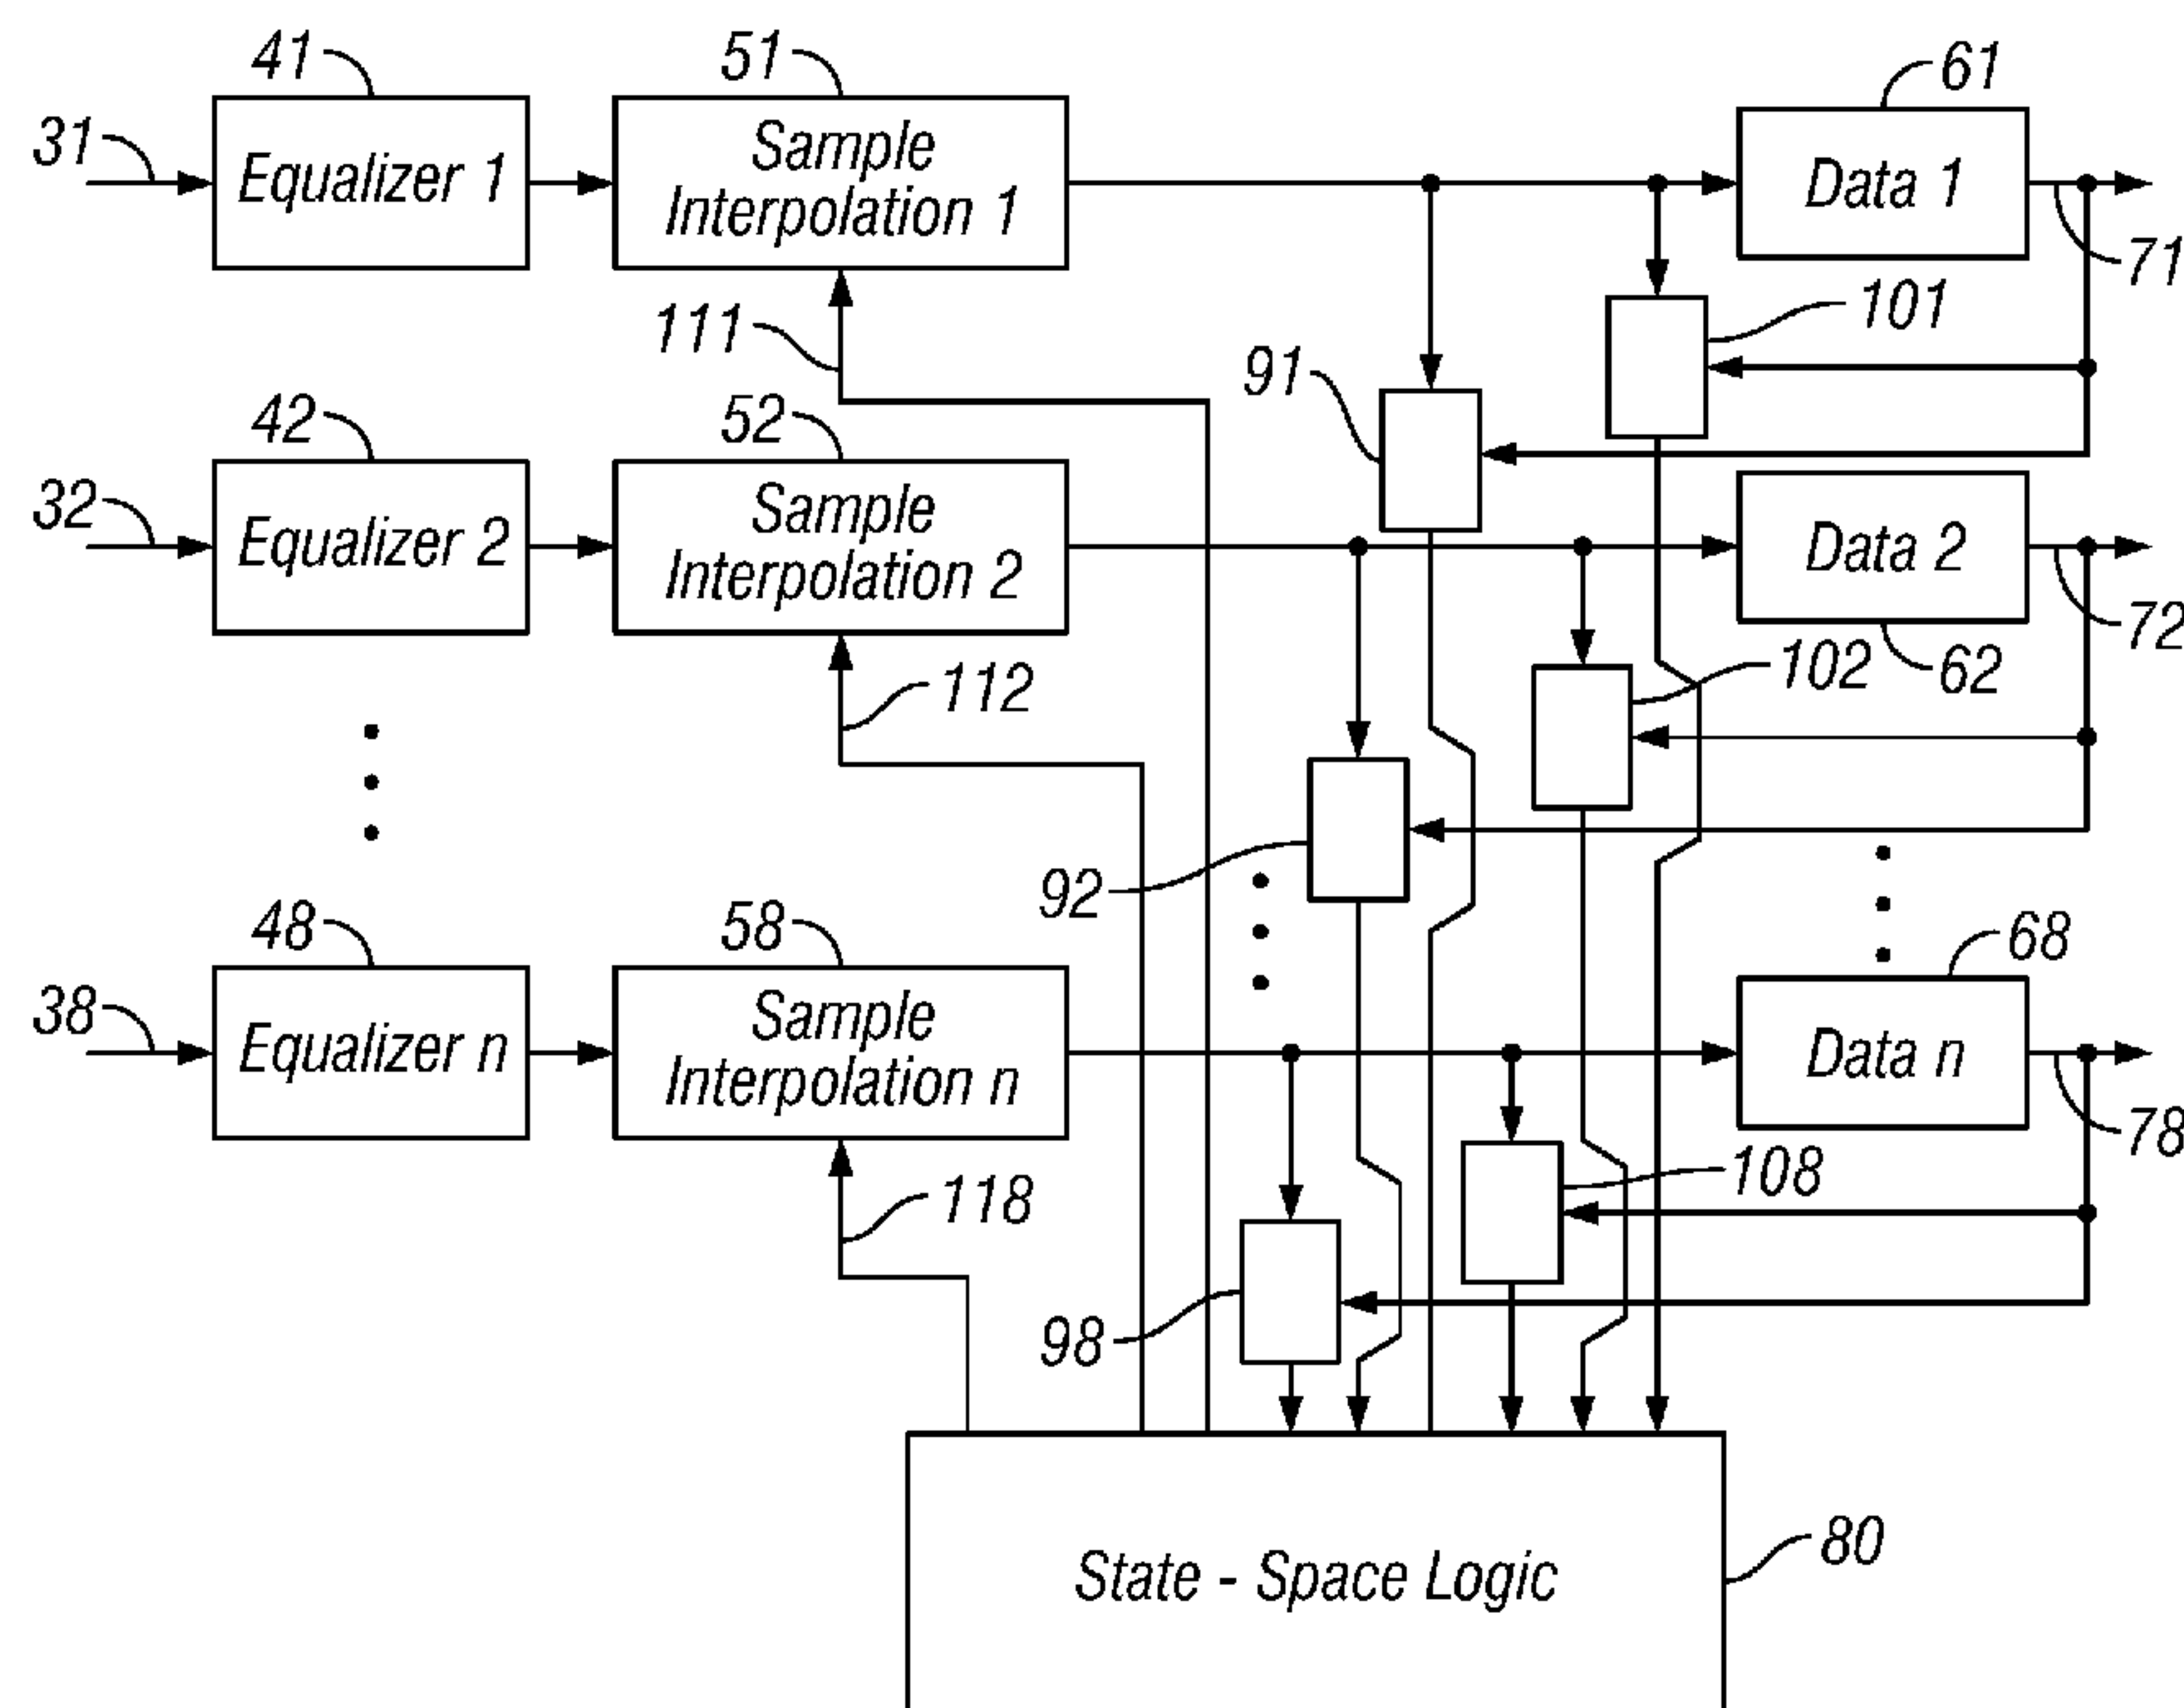 41
51
61
31
Equalizer 1
Sample
Interpolation 1
Data 1
71
111
101
91
42
52
32
Equalizer 2
Sample
Interpolation 2
Data 2
72
112
102
62
92
48
58
68
38
Equalizer n
Sample
Interpolation n
Data n
78
118
108
98
80
State - Space Logic